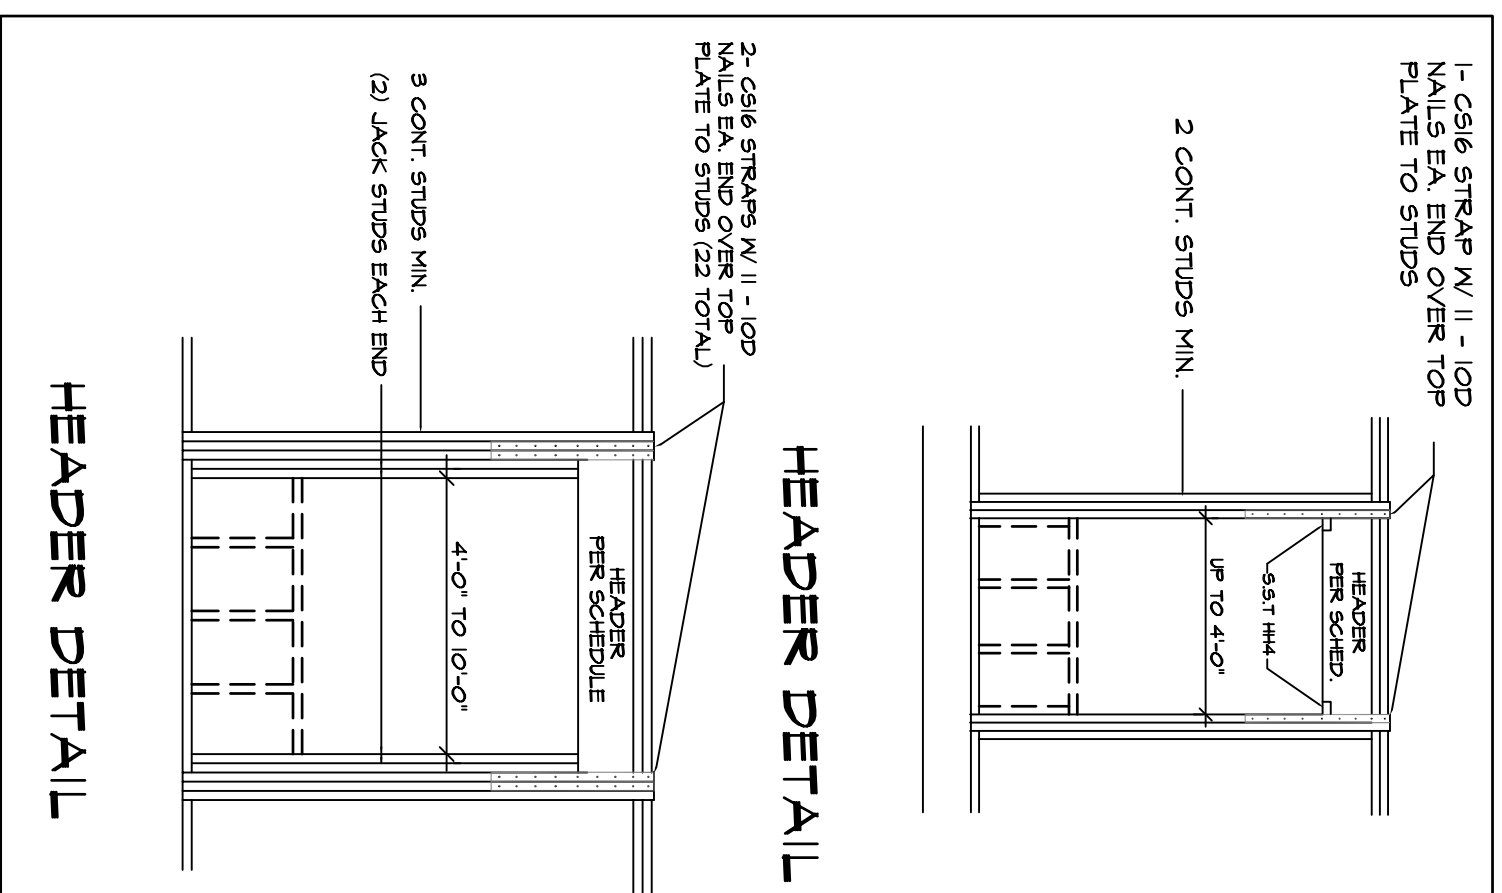 1- CS16 STRAP W/ 11 - 10D
NAILS EA. END OVER TOP
PLATE TO STUDS
2 CONT. STUDS MIN.
HEADER
PER SCHED.
S.S.T HH4
UP TO 4'-0"
HEADER DETAIL
2- CS16 STRAPS W/ 11 - 10D
NAILS EA. END OVER TOP
PLATE TO STUDS (22 TOTAL)
3 CONT. STUDS MIN.
(2) JACK STUDS EACH END
HEADER
PER SCHEDULE
4'-0" TO 10'-0"
HEADER DETAIL